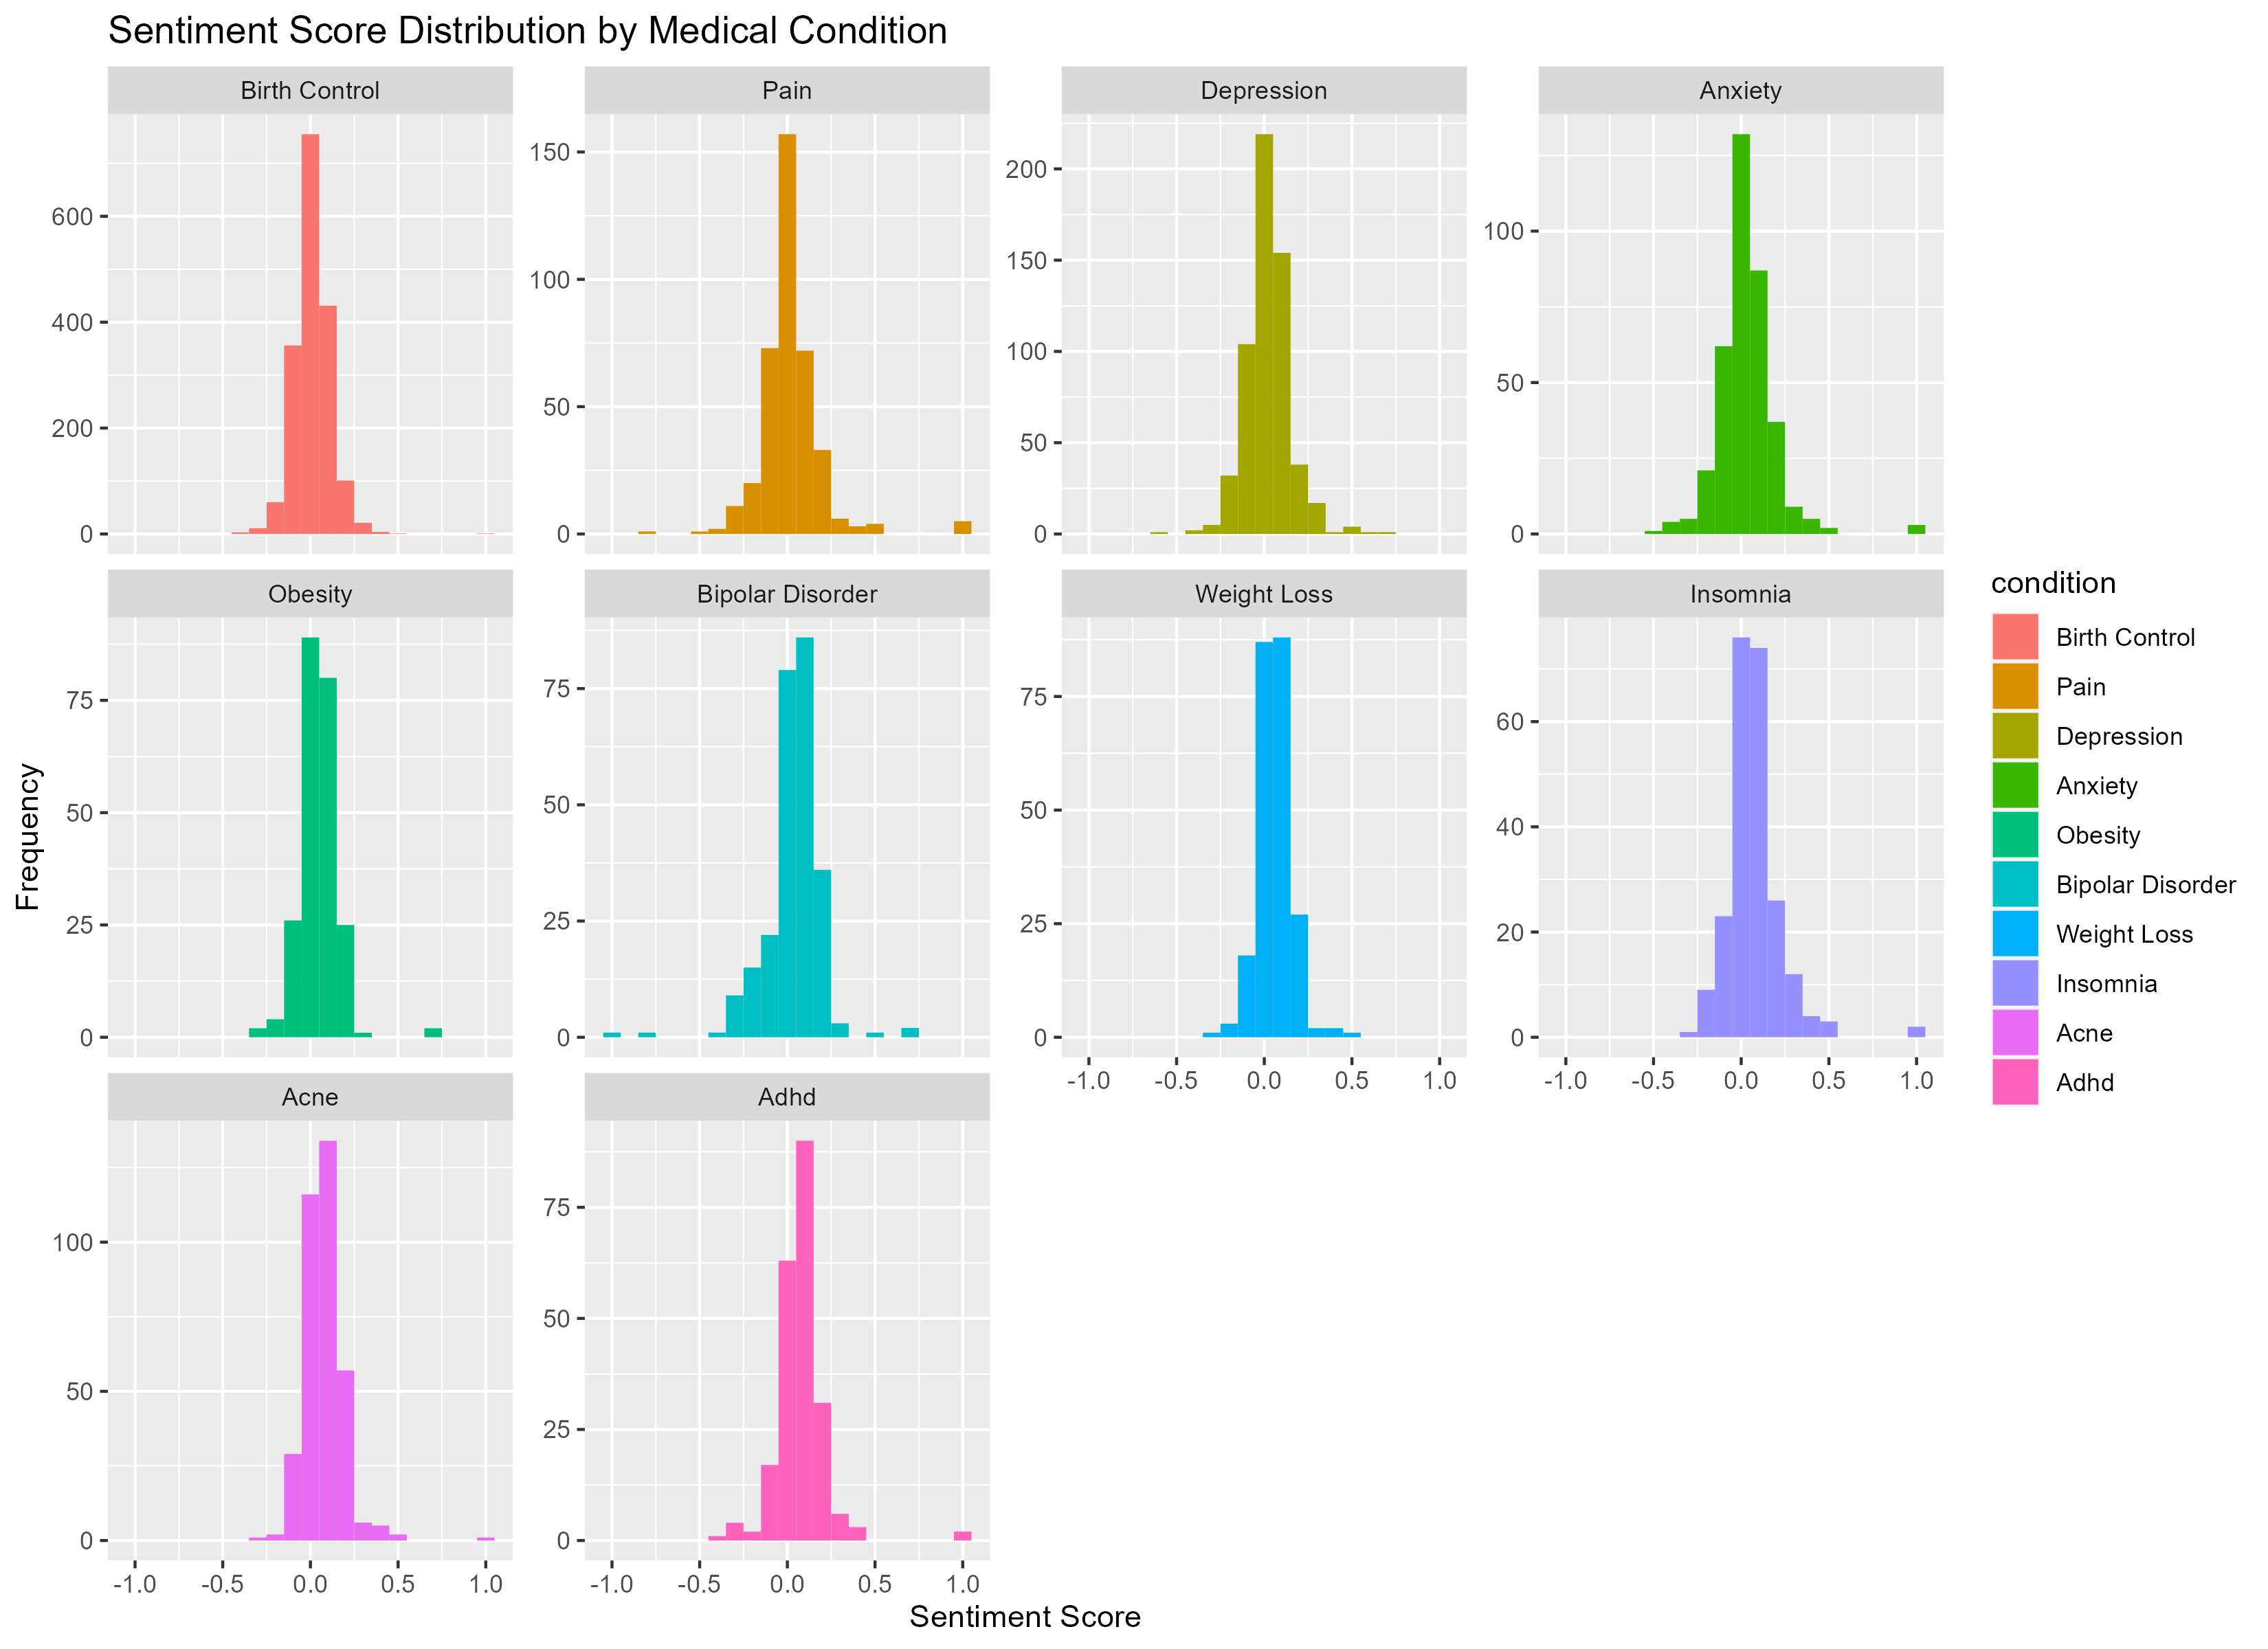 Sentiment Score Distribution by Medical Condition
Birth Control
Pain
Depression
Anxiety
600
400
200
0
150
100
50
0
200
150
100
50
0
100
50
0
Obesity
Bipolar Disorder
Weight Loss
Insomnia
75
50
25
0
75
50
25
0
75
50
25
0
60
40
20
0
-1.0 -0.5 0.0 0.5 1.0
-1.0 -0.5 0.0 0.5 1.0
Acne
Adhd
100
50
0
75
50
25
0
-1.0 -0.5 0.0 0.5 1.0
-1.0 -0.5 0.0 0.5 1.0
Frequency
Sentiment Score
condition
Birth Control
Pain
Depression
Anxiety
Obesity
Bipolar Disorder
Weight Loss
Insomnia
Acne
Adhd